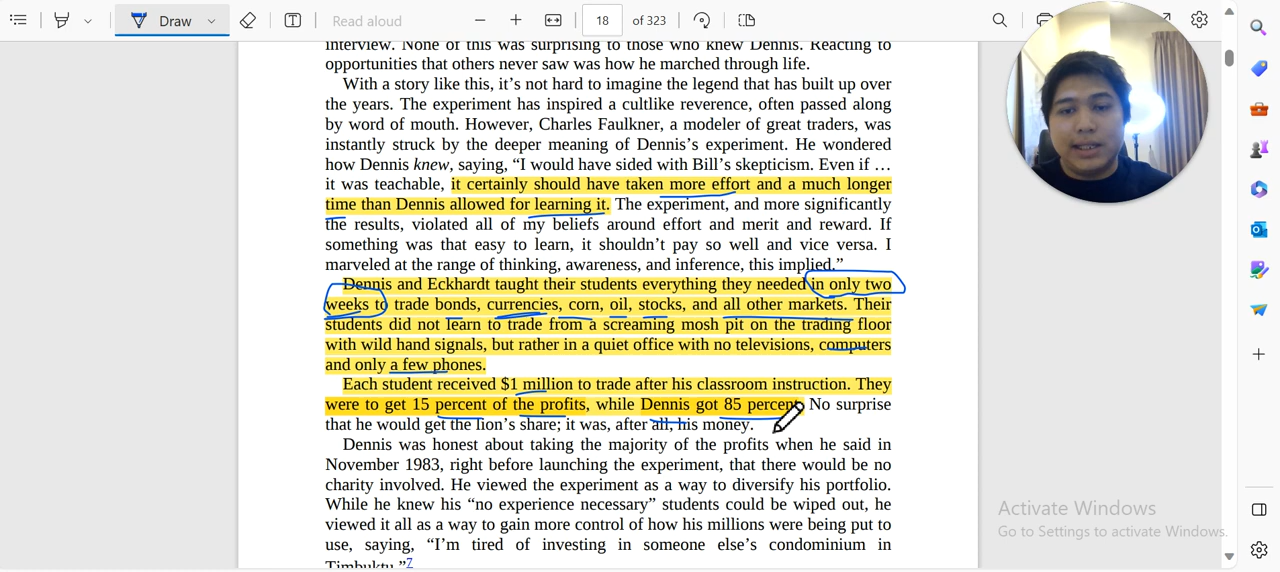 Draw
Read aloud
18
of 323
interview. None of this was surprising to those who knew Dennis. Reacting to
opportunities that others never saw was how he marched through life.
With a story like this, it’s not hard to imagine the legend that has built up over
the years. The experiment has inspired a cultlike reverence, often passed along
by word of mouth. However, Charles Faulkner, a modeler of great traders, was
instantly struck by the deeper meaning of Dennis’s experiment. He wondered
how Dennis knew, saying, “I would have sided with Bill’s skepticism. Even if …
it was teachable, it certainly should have taken more effort and a much longer
time than Dennis allowed for learning it. The experiment, and more significantly
the results, violated all of my beliefs around effort and merit and reward. If
something was that easy to learn, it shouldn’t pay so well and vice versa. I
marveled at the range of thinking, awareness, and inference, this implied.”
Dennis and Eckhardt taught their students everything they needed in only two
weeks to trade bonds, currencies, corn, oil, stocks, and all other markets. Their
students did not learn to trade from a screaming mosh pit on the trading floor
with wild hand signals, but rather in a quiet office with no televisions, computers
and only a few phones.
Each student received $1 million to trade after his classroom instruction. They
were to get 15 percent of the profits, while Dennis got 85 percent. No surprise
that he would get the lion’s share; it was, after all, his money.
Dennis was honest about taking the majority of the profits when he said in
November 1983, right before launching the experiment, that there would be no
charity involved. He viewed the experiment as a way to diversify his portfolio.
While he knew his “no experience necessary” students could be wiped out, he
viewed it all as a way to gain more control of how his millions were being put to
use, saying, “I’m tired of investing in someone else’s condominium in
Timbuktu.”7
Activate Windows
Go to Settings to activate Windows.